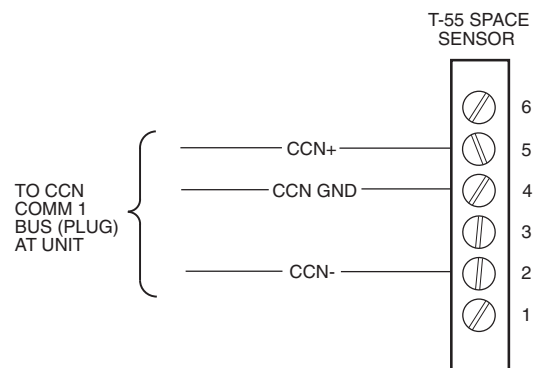 T-55 SPACE
SENSOR
6
CCN+
5
CCN GND
4
TO CCN
COMM 1
BUS (PLUG)
AT UNIT
3
CCN-
2
1